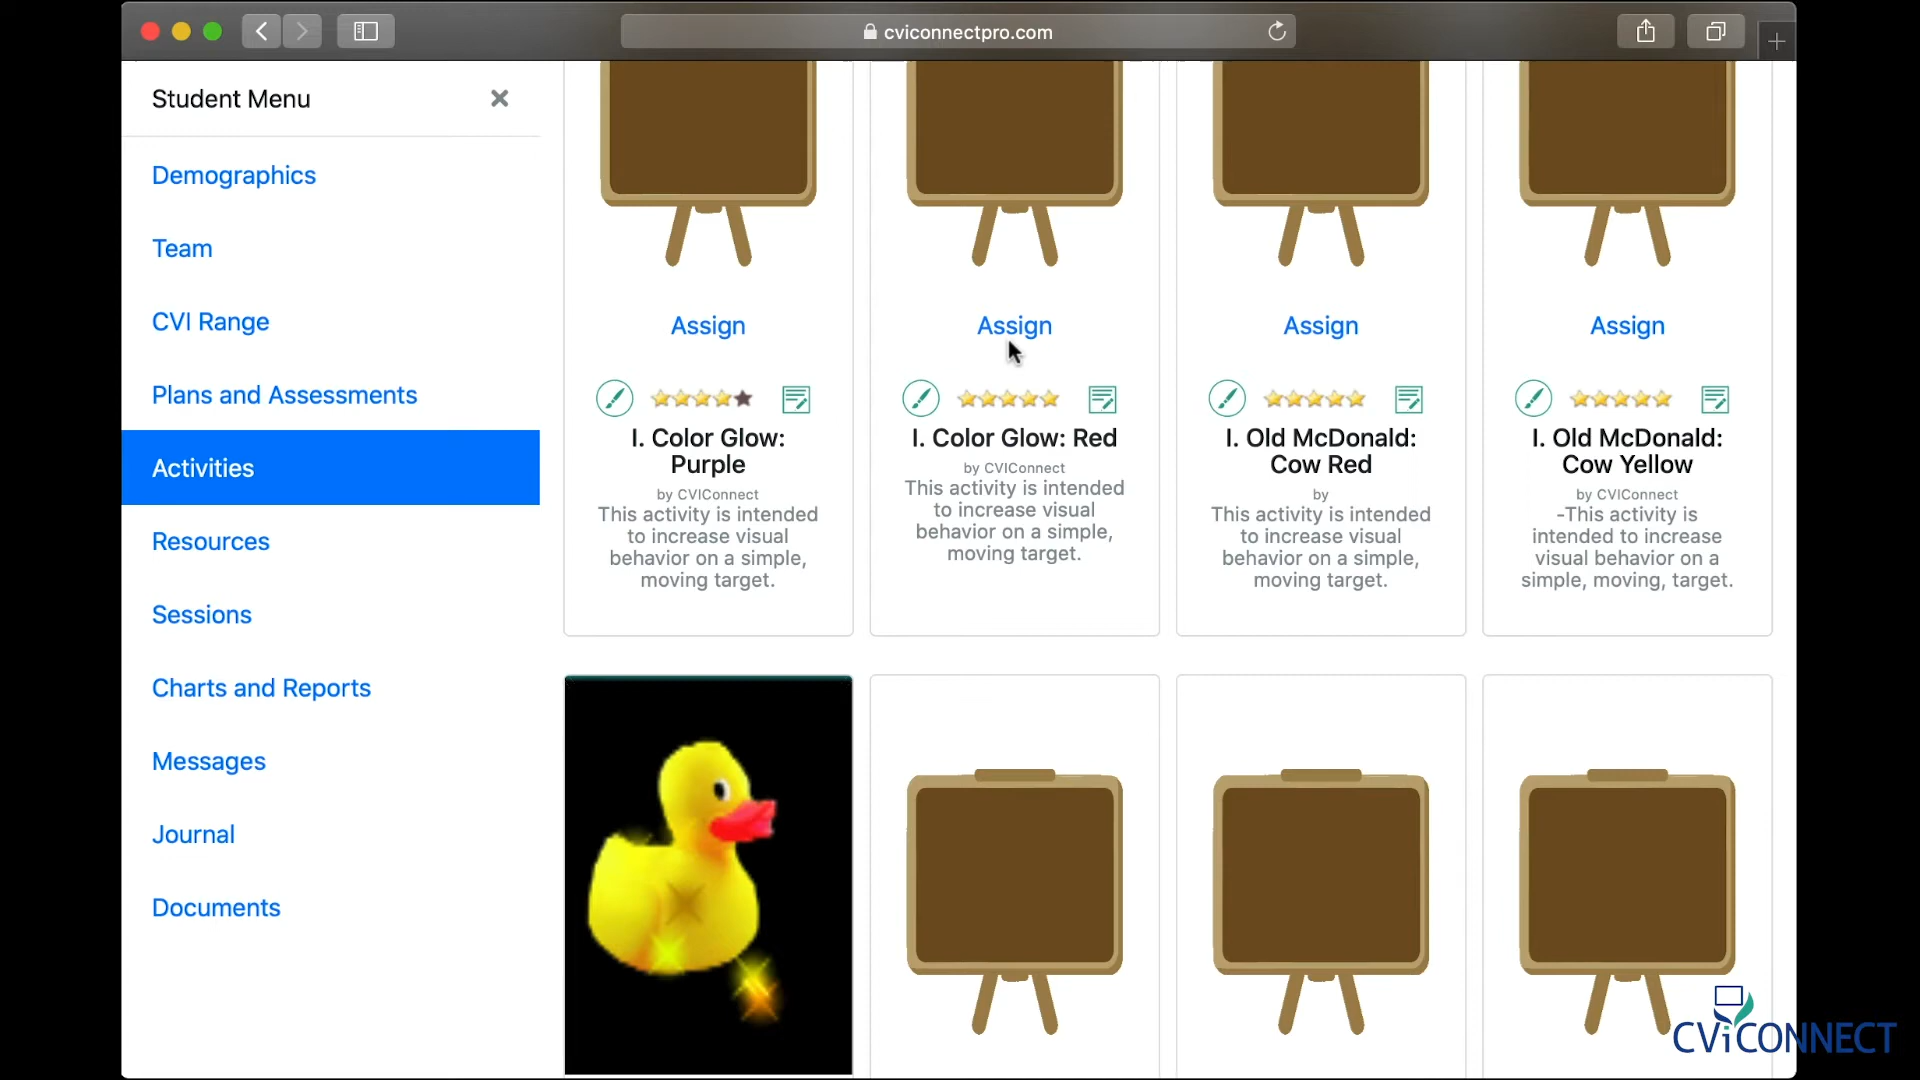 cviconnectpro.com
Student Menu
Demographics
Team
CVI Range
Plans and Assessments
Activities
Resources
Sessions
Charts and Reports
Messages
Journal
Documents
Assign
I. Color Glow:
Purple
by CVIConnect
This activity is intended
to increase visual
behavior on a simple,
moving target.
Assign
I. Color Glow: Red
by CVIConnect
This activity is intended
to increase visual
behavior on a simple,
moving target.
Assign
I. Old McDonald:
Cow Red
by
This activity is intended
to increase visual
behavior on a simple,
moving target.
Assign
I. Old McDonald:
Cow Yellow
by CVIConnect
-This activity is
intended to increase
visual behavior on a
simple, moving, target.
CViCONNECT